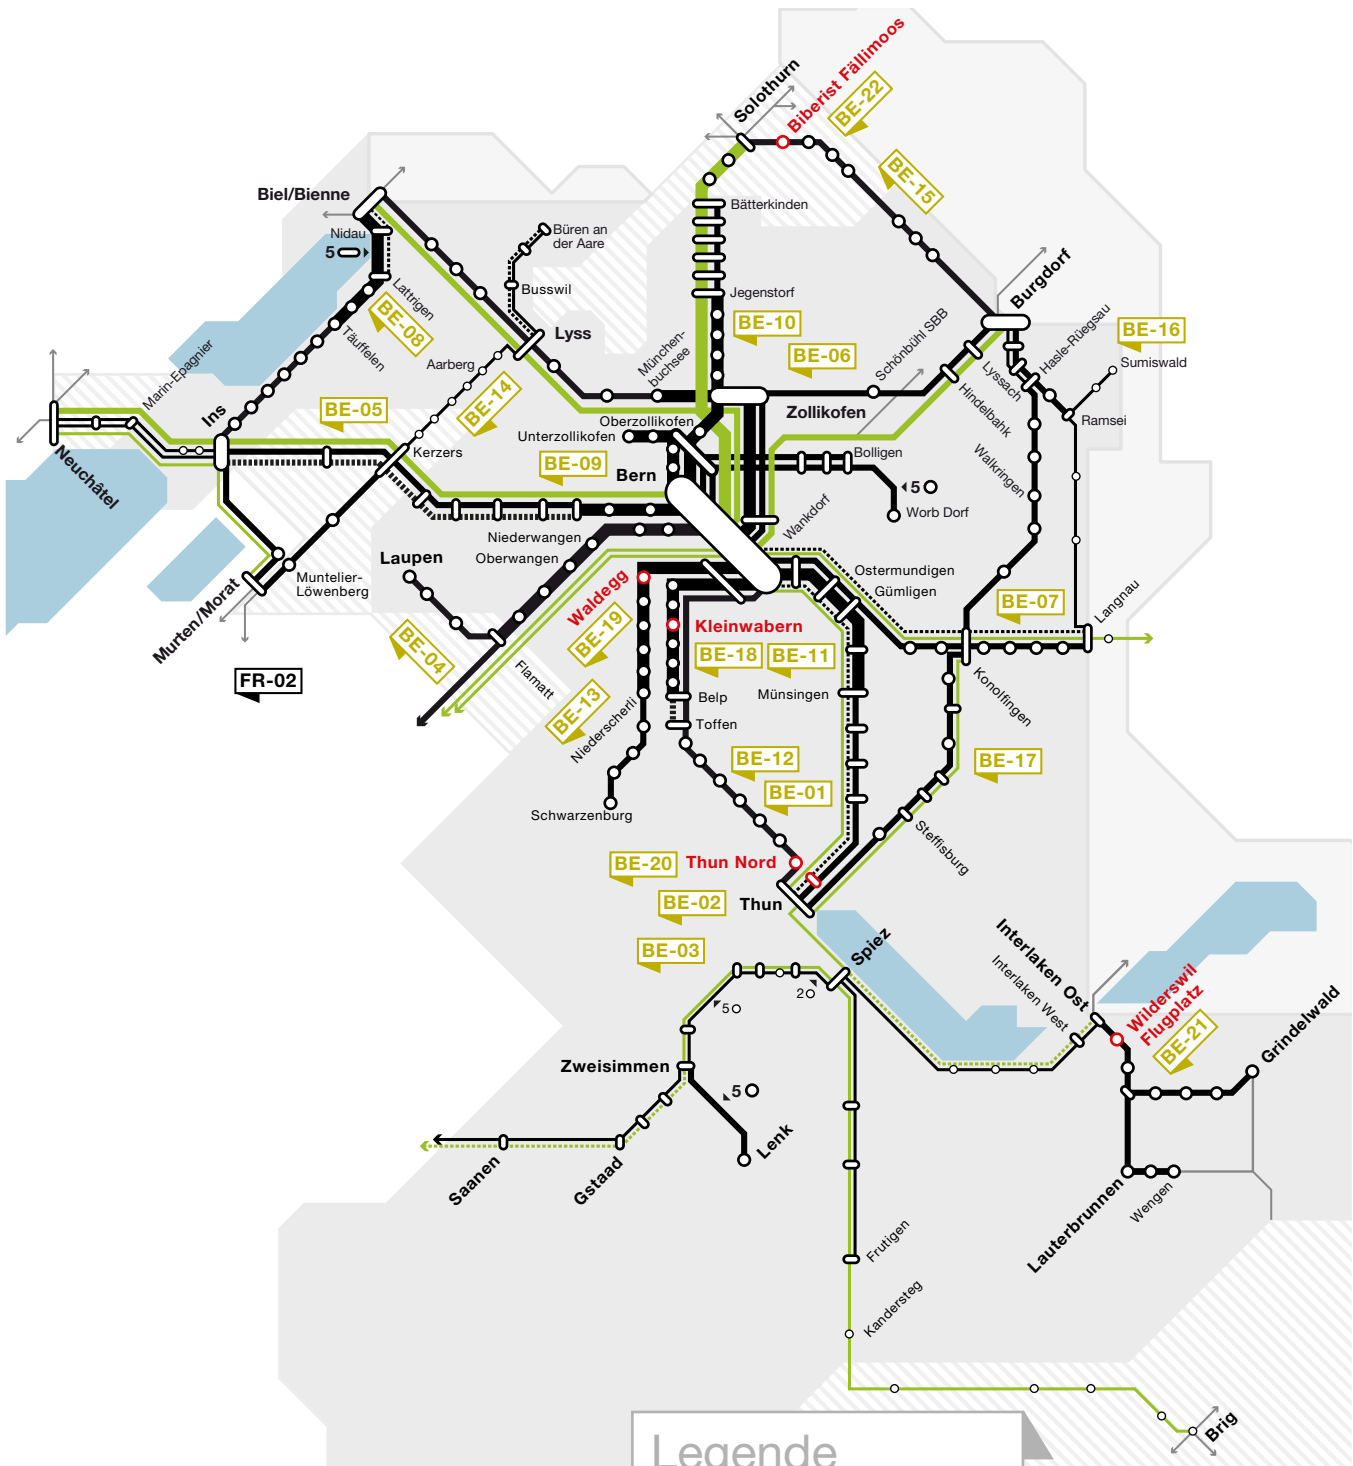 Solothurn
Biberist Fällimoos
BE-22
BE-15
Biel/Bienne
Nidau
5
Büren an
der Aare
Bätterkinden
Burgdorf
Busswil
Lattrigen
Jegenstorf
BE-08
Täuffelen
Lyss
BE-10
BE-06
Schönbühl SBB
Hasle-Rüegsau
BE-16
Sumiswald
Marin-Epagnier
Aarberg
München-
buchsee
Lyssach
Hindelbank
Ins
BE-05
BE-14
Oberzollikofen
Zollikofen
Ramsei
Unterzollikofen
Kerzers
BE-09
Bern
Bolligen
Walkringen
Neuchâtel
5
Worb Dorf
Wankdorf
Niederwangen
Oberwangen
Laupen
Muntelier-
Löwenberg
Murten/Morat
Waldegg
Ostermundigen
Gümligen
BE-07
Langnau
BE-19
Kleinwabern
BE-18
BE-11
BE-04
FR-02
Flamatt
Belp
Münsingen
Konolfingen
BE-13
Niederscherli
Toffen
BE-12
BE-17
BE-01
Schwarzenburg
Steffisburg
BE-20
Thun Nord
BE-02
Thun
BE-03
Spiez
Interlaken Ost
Interlaken West
Wilderswil
Flugplatz
BE-21
Grindelwald
2
5
Zweisimmen
5
Lenk
Saanen
Gstaad
Lauterbrunnen
Wengen
Frutigen
Kandersteg
Brig
Legende